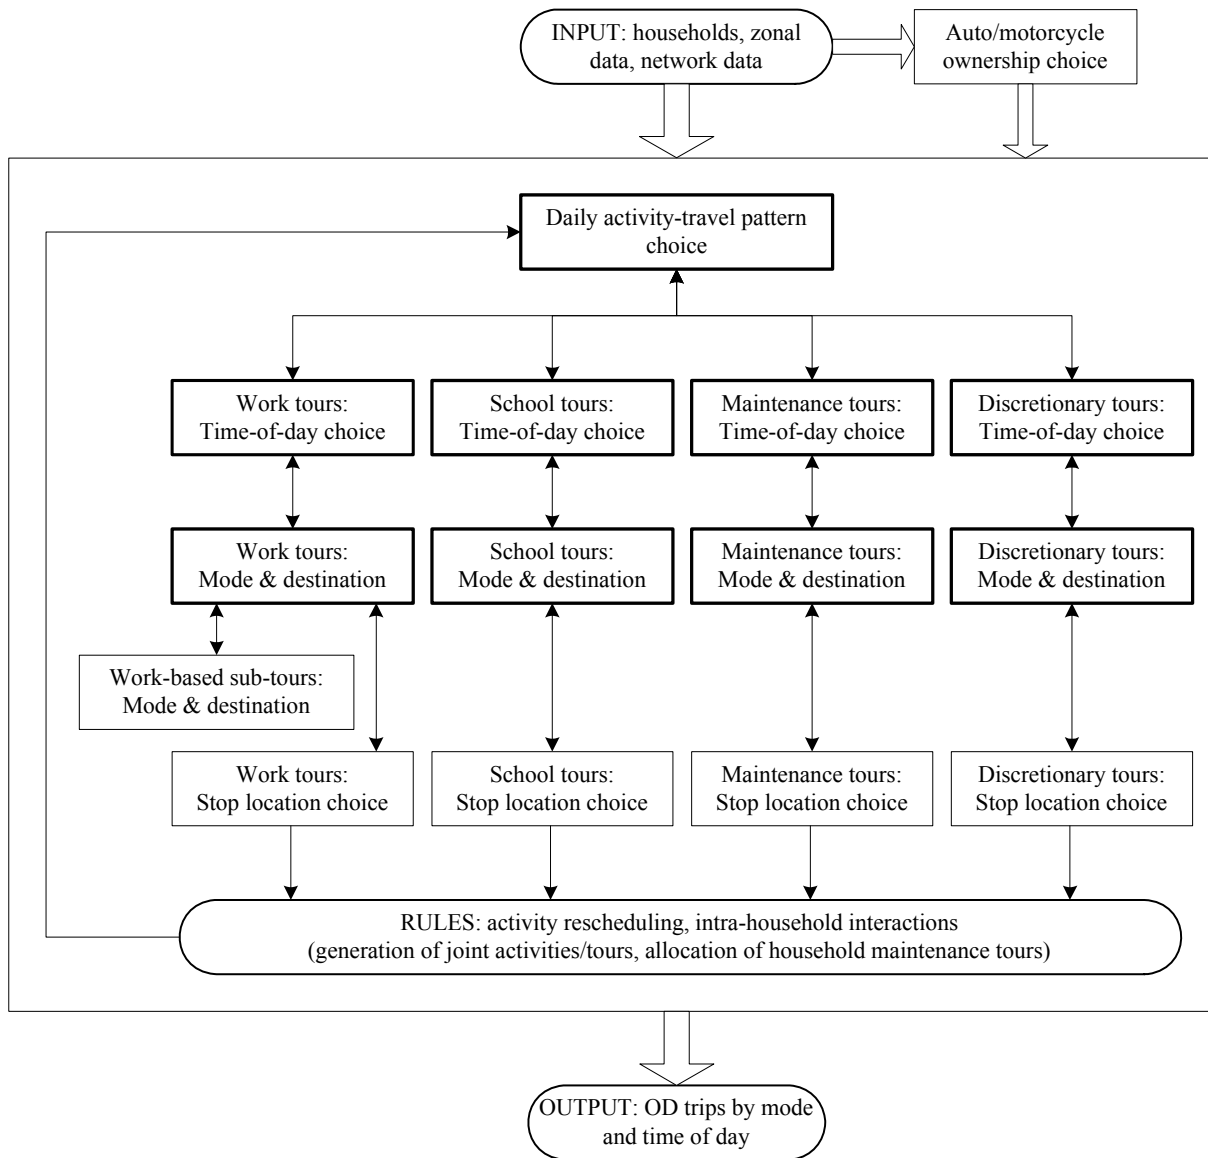 INPUT: households, zonal
data, network data
Auto/motorcycle
ownership choice
Daily activity-travel pattern
choice
Work tours:
Time-of-day choice
School tours:
Time-of-day choice
Maintenance tours:
Time-of-day choice
Discretionary tours:
Time-of-day choice
Work tours:
Mode & destination
School tours:
Mode & destination
Maintenance tours:
Mode & destination
Discretionary tours:
Mode & destination
Work-based sub-tours:
Mode & destination
Work tours:
Stop location choice
School tours:
Stop location choice
Maintenance tours:
Stop location choice
Discretionary tours:
Stop location choice
RULES: activity rescheduling, intra-household interactions
(generation of joint activities/tours, allocation of household maintenance tours)
OUTPUT: OD trips by mode
and time of day